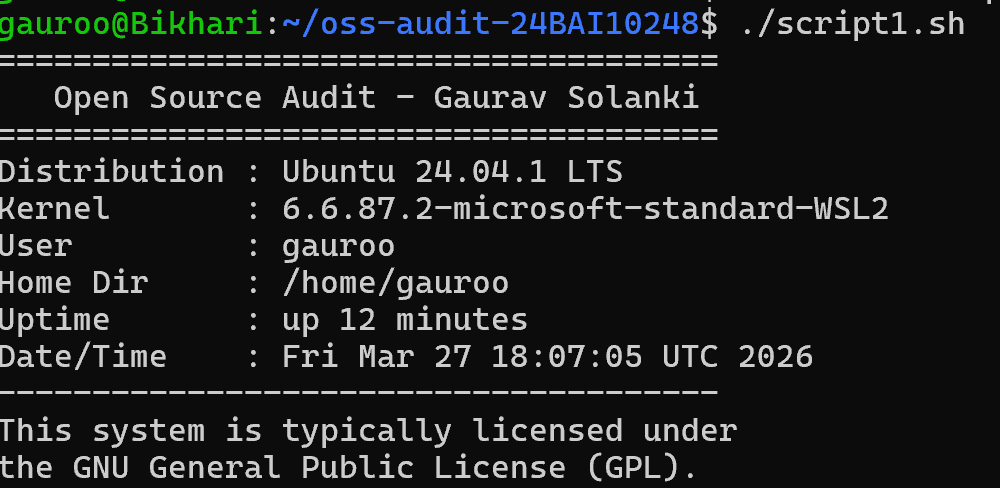 gauroo@Bikhari:~/oss-audit-24BAI10248$ ./script1.sh
======================================
   Open Source Audit - Gaurav Solanki
======================================
Distribution : Ubuntu 24.04.1 LTS
Kernel       : 6.6.87.2-microsoft-standard-WSL2
User         : gauroo
Home Dir     : /home/gauroo
Uptime       : up 12 minutes
Date/Time    : Fri Mar 27 18:07:05 UTC 2026
--------------------------------------
This system is typically licensed under
the GNU General Public License (GPL).